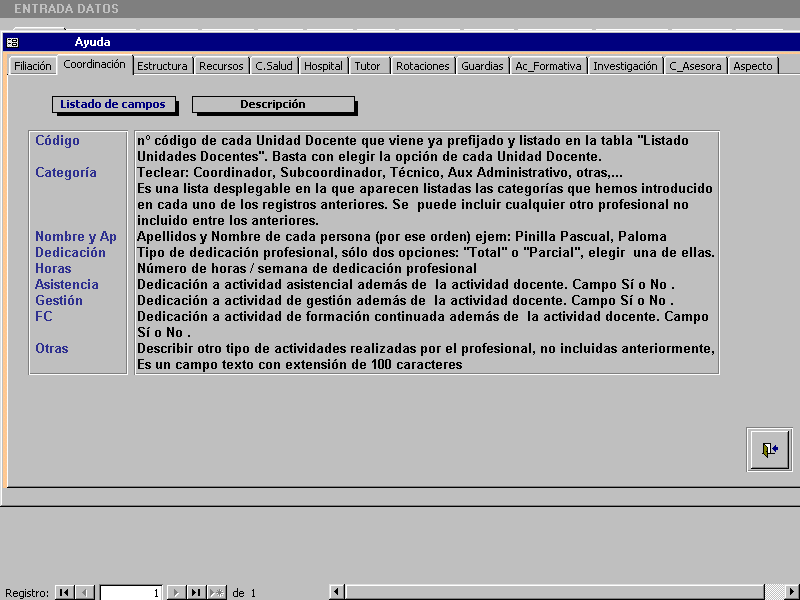 ENTRADA DATOS
Ayuda
Filiación Coordinación Estructura Recursos C.Salud Hospital Tutor Rotaciones Guardias Ac_Formativa Investigación C_Asesora Aspecto
Listado de campos Descripción
Código nº código de cada Unidad Docente que viene ya prefijado y listado en la tabla "Listado
Unidades Docentes". Basta con elegir la opción de cada Unidad Docente.
Categoría Teclear: Coordinador, Subcoordinador, Técnico, Aux Administrativo, otras,...
Es una lista desplegable en la que aparecen listadas las categorías que hemos introducido
en cada uno de los registros anteriores. Se puede incluir cualquier otro profesional no
incluido entre los anteriores.
Nombre y Ap Apellidos y Nombre de cada persona (por ese orden) ejem: Pinilla Pascual, Paloma
Dedicación Tipo de dedicación profesional, sólo dos opciones: "Total" o "Parcial", elegir una de ellas.
Horas Número de horas / semana de dedicación profesional
Asistencia Dedicación a actividad asistencial además de la actividad docente. Campo Sí o No .
Gestión Dedicación a actividad de gestión además de la actividad docente. Campo Sí o No .
FC Dedicación a actividad de formación continuada además de la actividad docente. Campo
Sí o No .
Otras Describir otro tipo de actividades realizadas por el profesional, no incluidas anteriormente,
Es un campo texto con extensión de 100 caracteres
Registro: 1 de 1